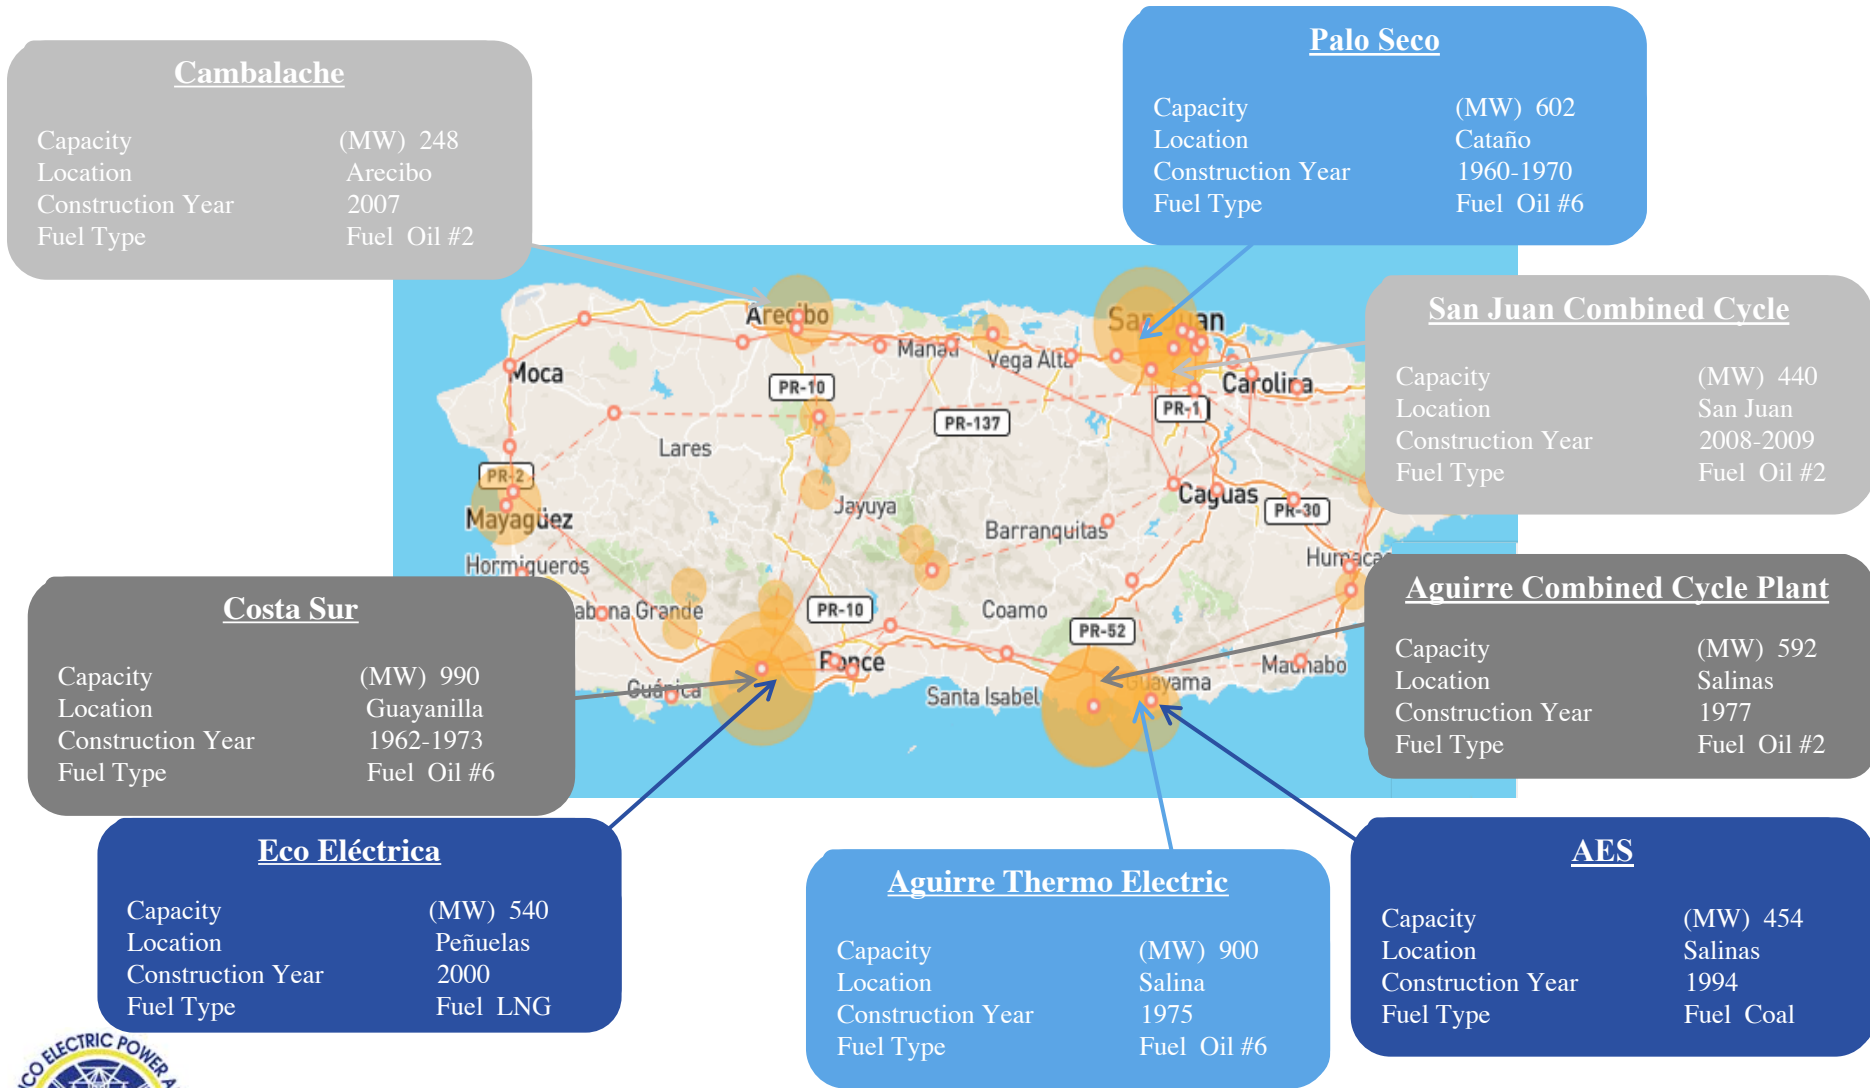 Palo Seco
Capacity (MW) 602
Location Cataño
Construction Year 1960-1970
Fuel Type Fuel Oil #6
Cambalache
Capacity (MW) 248
Location Arecibo
Construction Year 2007
Fuel Type Fuel Oil #2
San Juan Combined Cycle
Capacity (MW) 440
Location San Juan
Construction Year 2008-2009
Fuel Type Fuel Oil #2
Arecibo
San Juan
Manatí
Vega Alta
Moca
PR-10
Carolina
PR-1
PR-137
Lares
PR-2
Caguas
Jayuya
PR-30
Mayagüez
Barranquitas
Hormigueros
Humacao
abona Grande
PR-10
Coamo
PR-52
Ponce
Maunabo
Guánica
Santa Isabel
Guayama
Costa Sur
Capacity (MW) 990
Location Guayanilla
Construction Year 1962-1973
Fuel Type Fuel Oil #6
Aguirre Combined Cycle Plant
Capacity (MW) 592
Location Salinas
Construction Year 1977
Fuel Type Fuel Oil #2
Eco Eléctrica
Capacity (MW) 540
Location Peñuelas
Construction Year 2000
Fuel Type Fuel LNG
Aguirre Thermo Electric
Capacity (MW) 900
Location Salina
Construction Year 1975
Fuel Type Fuel Oil #6
AES
Capacity (MW) 454
Location Salinas
Construction Year 1994
Fuel Type Fuel Coal
ICO ELECTRIC POWER A